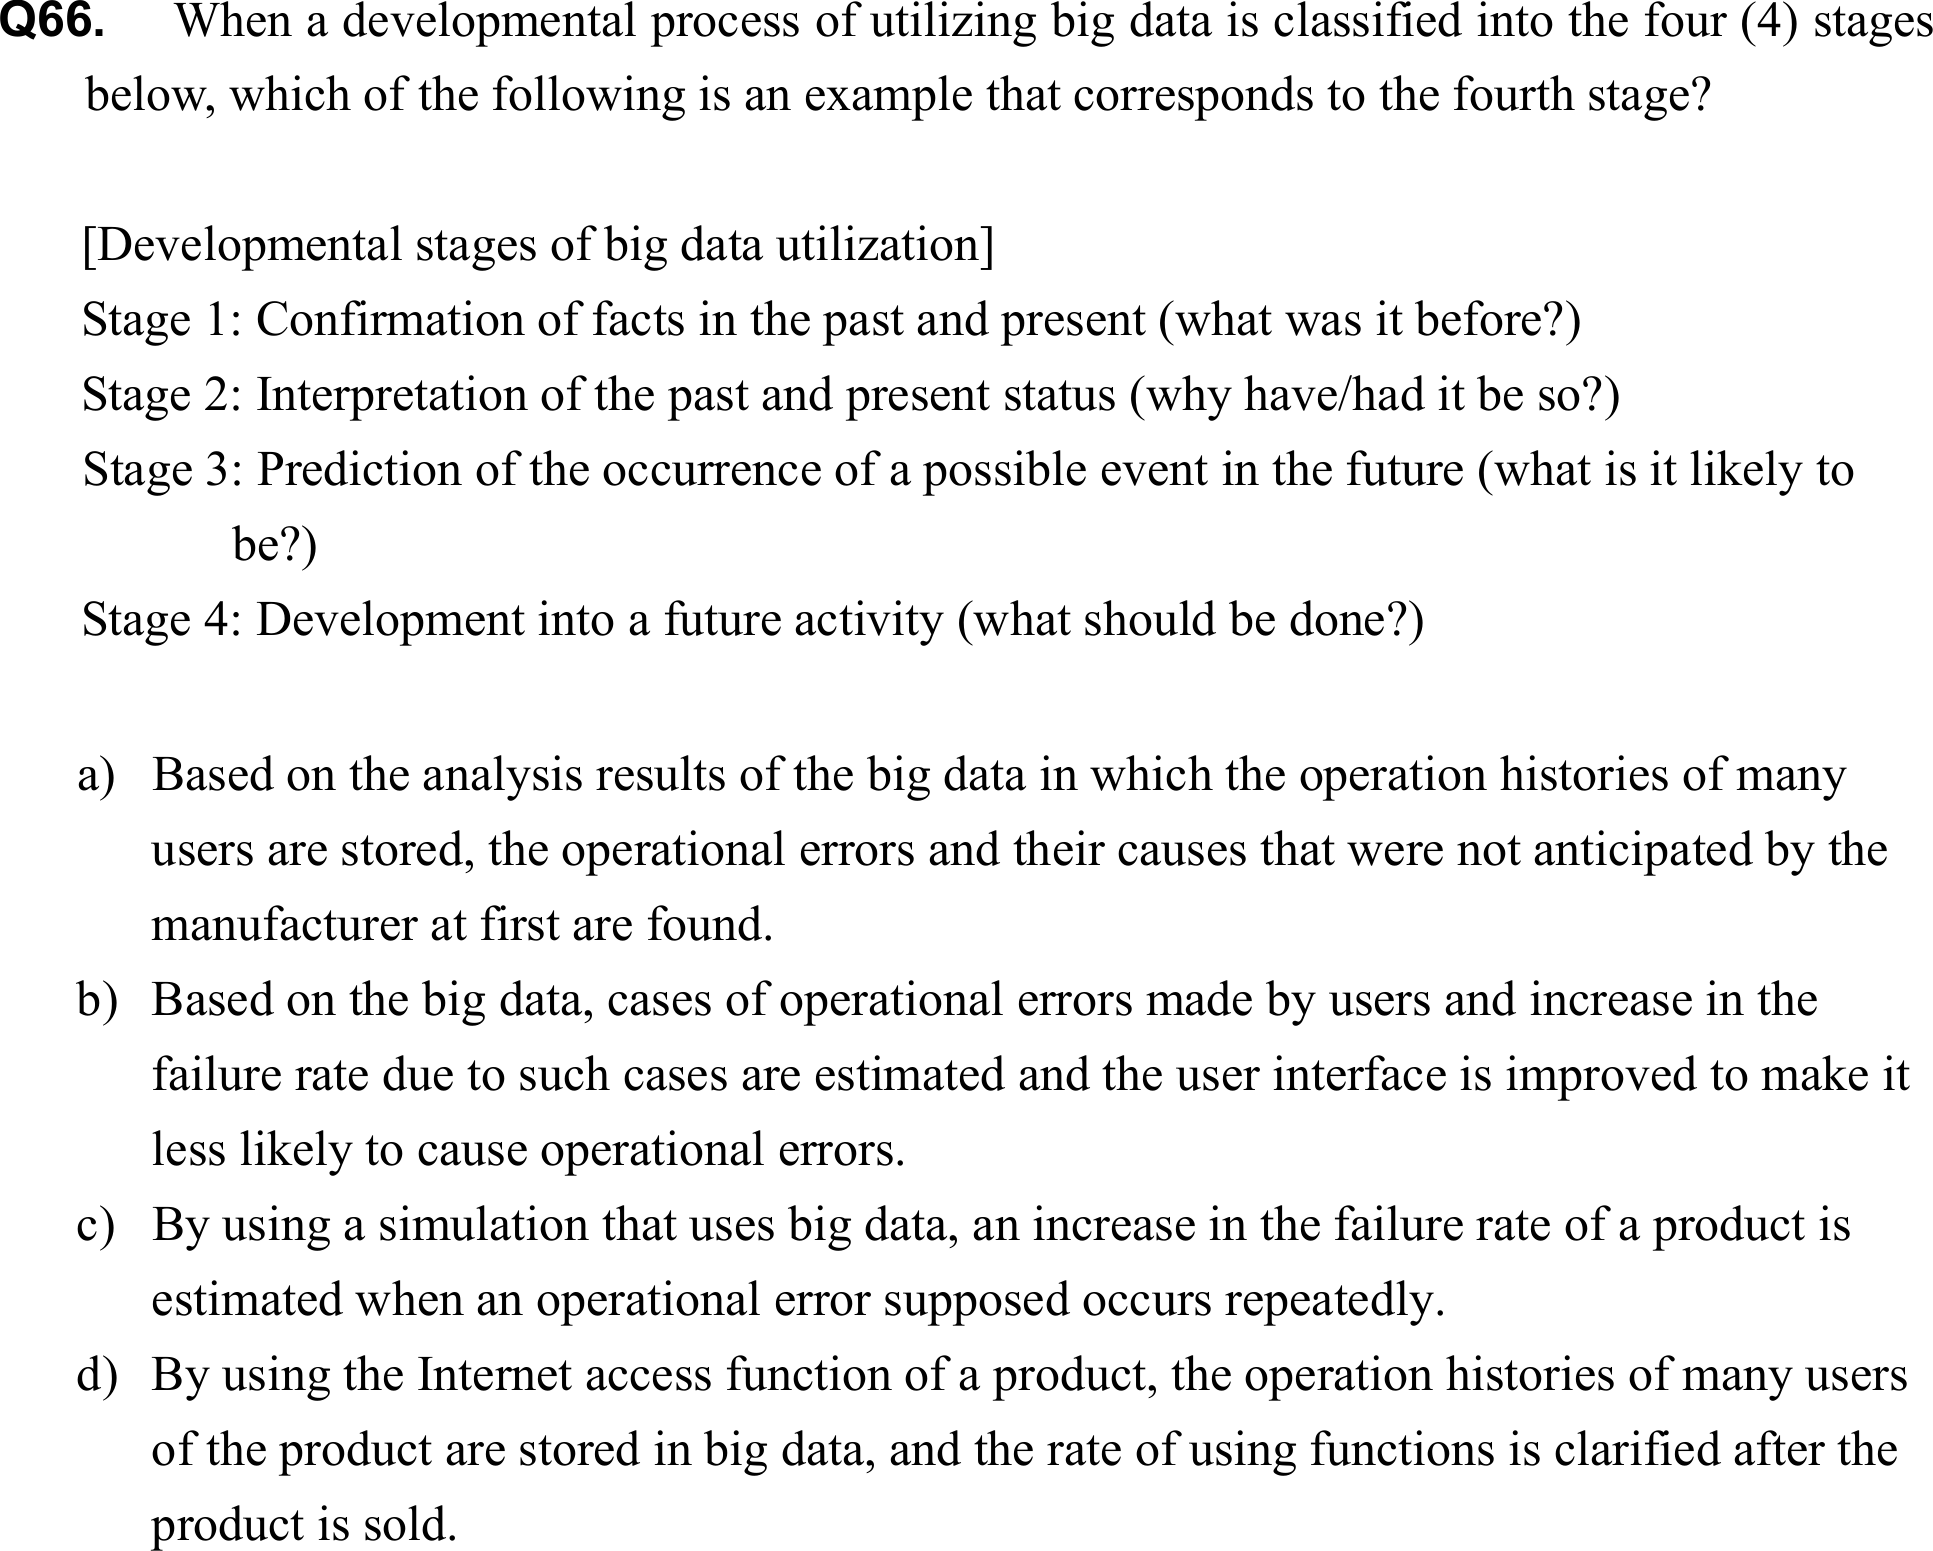 Q66. When a developmental process of utilizing big data is classified into the four (4) stages
below, which of the following is an example that corresponds to the fourth stage?
[Developmental stages of big data utilization]
Stage 1: Confirmation of facts in the past and present (what was it before?)
Stage 2: Interpretation of the past and present status (why have/had it be so?)
Stage 3: Prediction of the occurrence of a possible event in the future (what is it likely to
be?)
Stage 4: Development into a future activity (what should be done?)
a) Based on the analysis results of the big data in which the operation histories of many
users are stored, the operational errors and their causes that were not anticipated by the
manufacturer at first are found.
b) Based on the big data, cases of operational errors made by users and increase in the
failure rate due to such cases are estimated and the user interface is improved to make it
less likely to cause operational errors.
c) By using a simulation that uses big data, an increase in the failure rate of a product is
estimated when an operational error supposed occurs repeatedly.
d) By using the Internet access function of a product, the operation histories of many users
of the product are stored in big data, and the rate of using functions is clarified after the
product is sold.